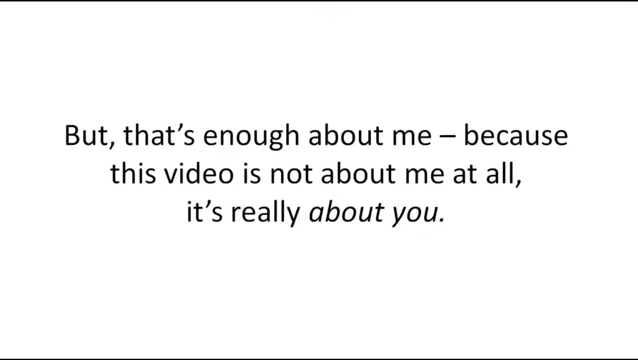 But, that's enough about me – because
this video is not about me at all,
it's really about you.